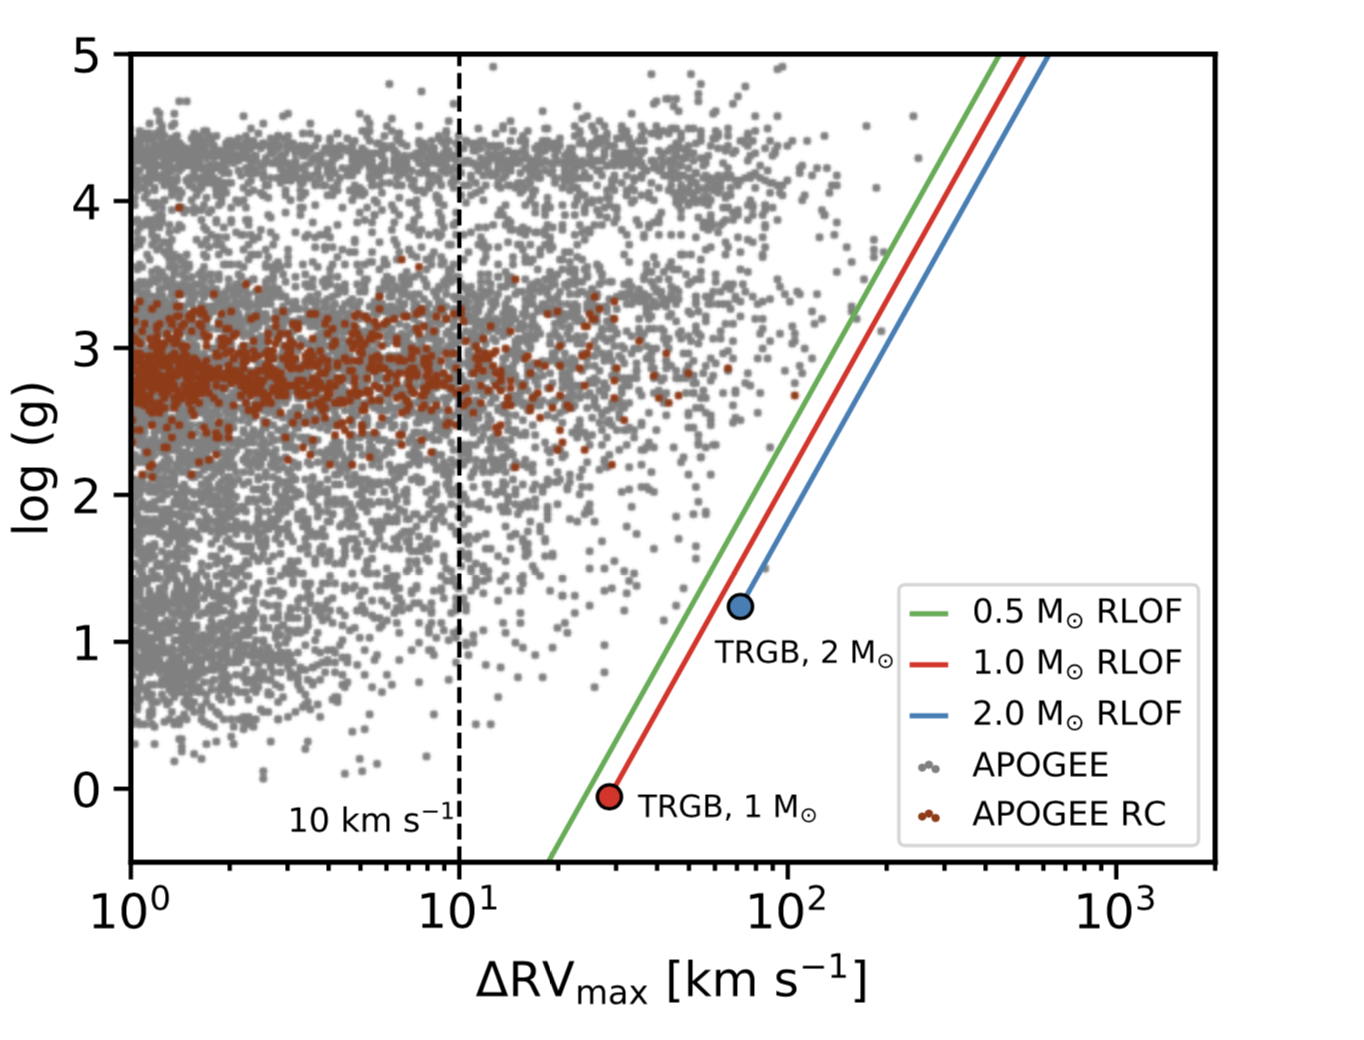 5
4
3
2
1
0
log (g)
10 km s⁻¹
TRGB, 2 M⊙
TRGB, 1 M⊙
0.5 M⊙ RLOF
1.0 M⊙ RLOF
2.0 M⊙ RLOF
APOGEE
APOGEE RC
10⁰ 10¹ 10² 10³
ΔRVmax [km s⁻¹]